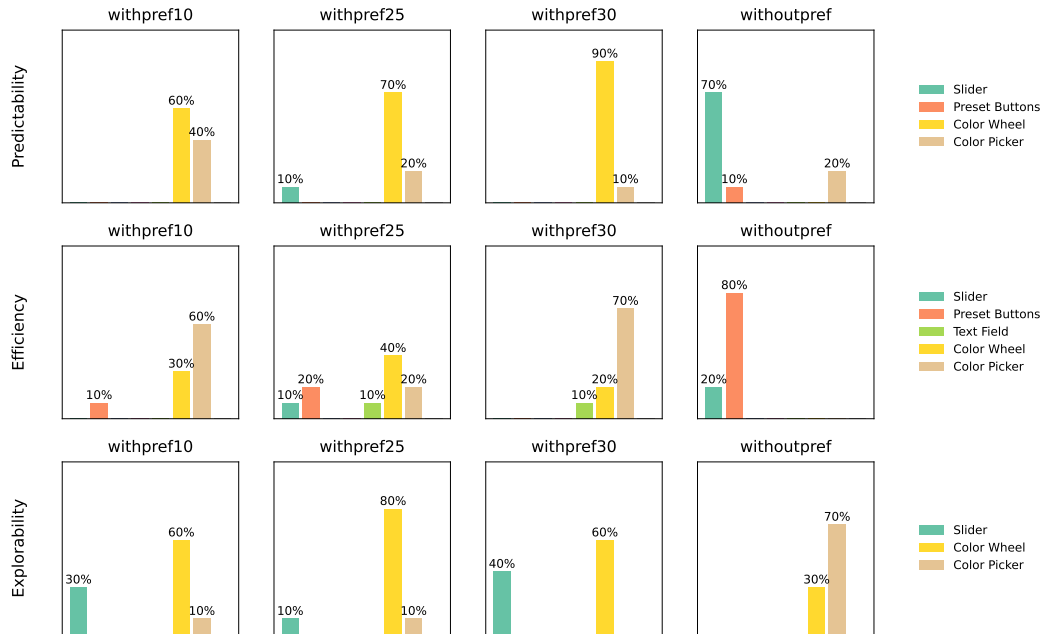 withpref10 withpref25 withpref30 withoutpref
Predictability
60%
40%
10%
70%
20%
90%
10%
70%
10%
20%
Slider
Preset Buttons
Color Wheel
Color Picker
withpref10 withpref25 withpref30 withoutpref
Efficiency
10%
30%
60%
10%
20%
10%
40%
20%
10%
20%
70%
20%
80%
Slider
Preset Buttons
Text Field
Color Wheel
Color Picker
withpref10 withpref25 withpref30 withoutpref
Explorability
30%
60%
10%
10%
80%
10%
40%
60%
30%
70%
Slider
Color Wheel
Color Picker